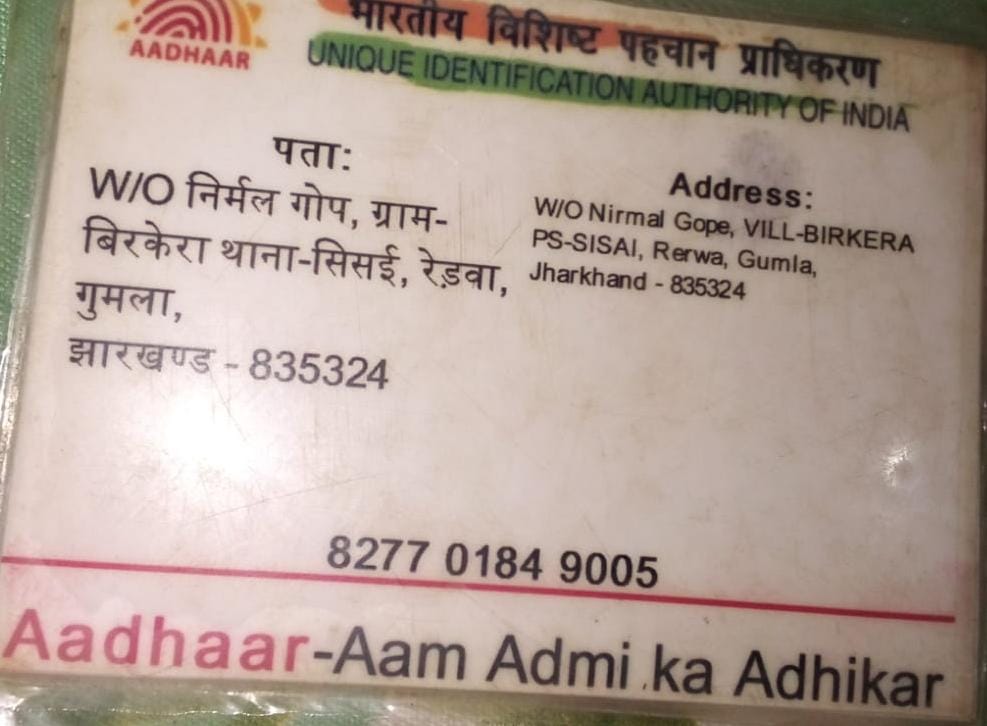 भारतीय विशिष्ट पहचान प्राधिकरण
AADHAAR
UNIQUE IDENTIFICATION AUTHORITY OF INDIA
पता:
W/O निर्मल गोप, ग्राम-
बिरकेरा थाना-सिसई, रेड़वा,
गुमला,
झारखण्ड - 835324
Address:
W/O Nirmal Gope, VILL-BIRKERA
PS-SISAI, Rerwa, Gumla,
Jharkhand - 835324
8277 0184 9005
Aadhaar-Aam Admi ka Adhikar